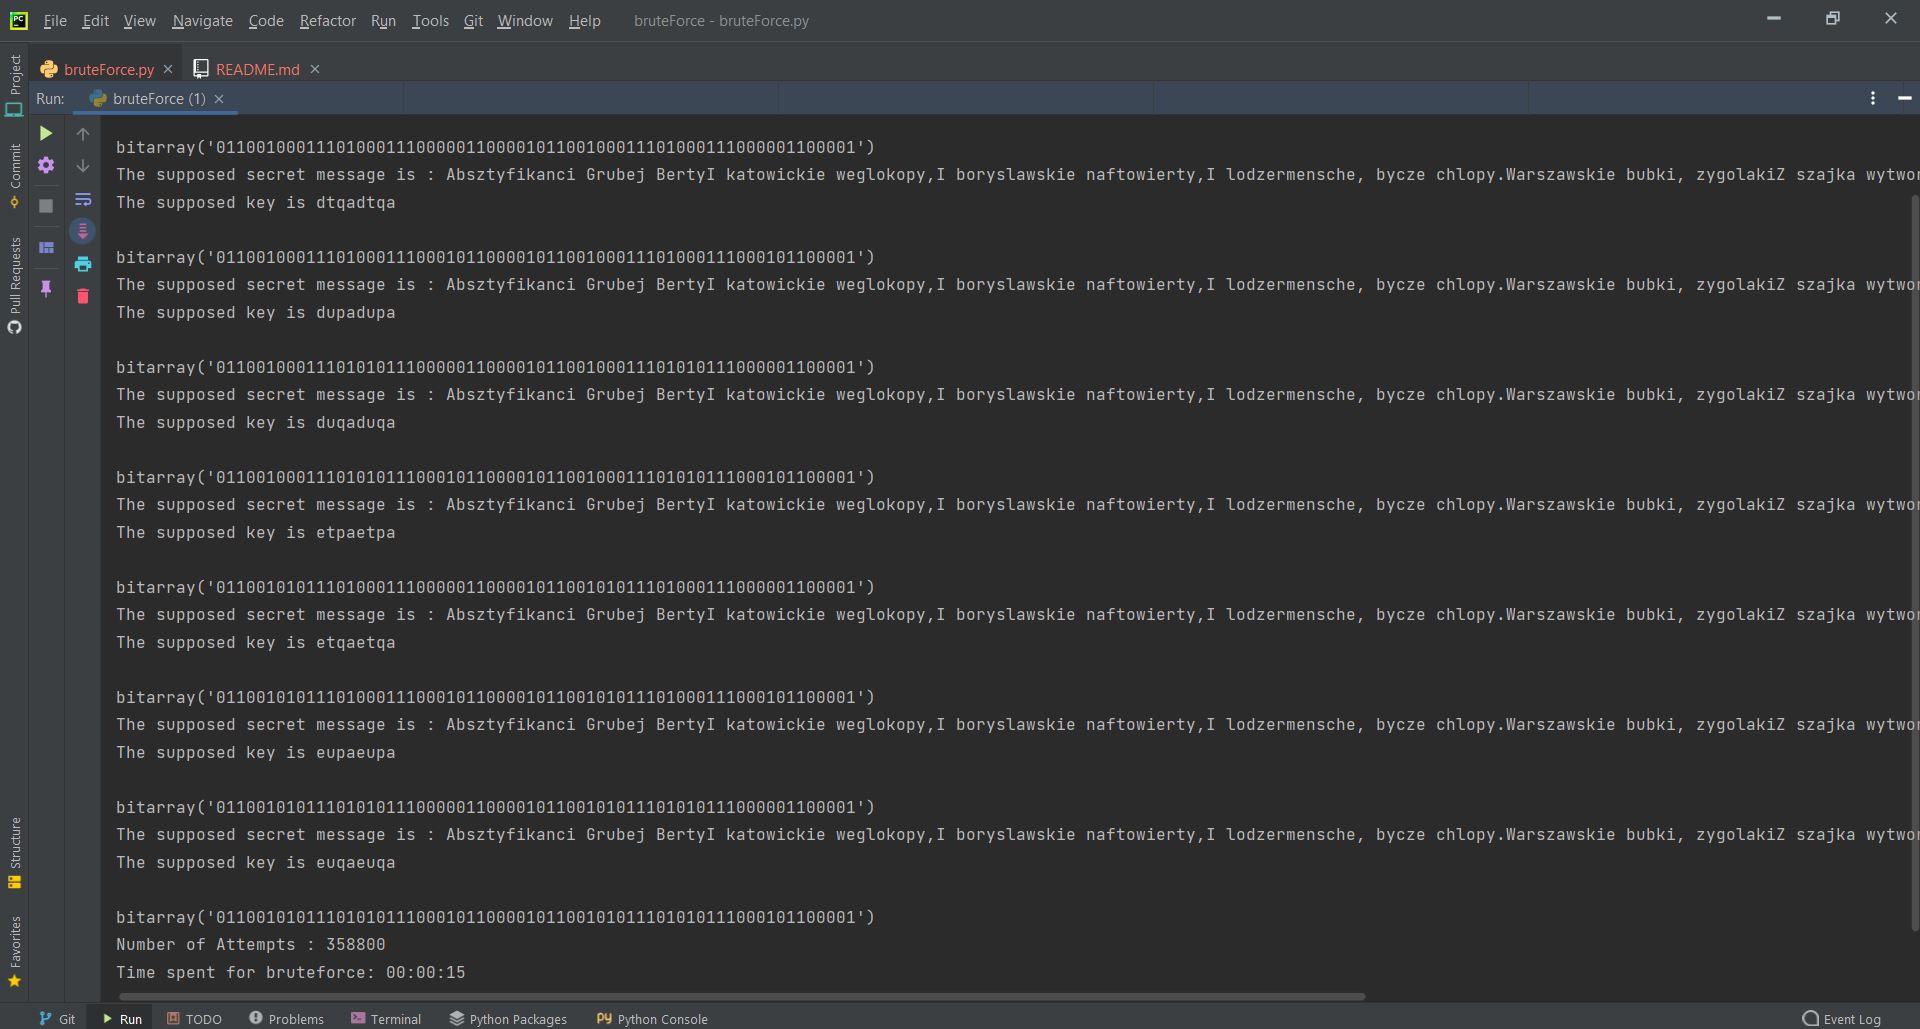 File Edit View Navigate Code Refactor Run Tools Git Window Help bruteForce - bruteForce.py
bruteForce.py README.md
Run: bruteForce (1)
Project
Commit
Pull Requests
Structure
Favorites
bitarray('0110010001110100011100000110000101100100011101000111000001100001')
The supposed secret message is : Absztyfikanci Grubej BertyI katowickie weglokopy,I boryslawskie naftowierty,I lodzermensche, bycze chlopy.Warszawskie bubki, zygolakiZ szajka wytwor
The supposed key is dtqadtqa
bitarray('0110010001110100011100010110000101100100011101000111000101100001')
The supposed secret message is : Absztyfikanci Grubej BertyI katowickie weglokopy,I boryslawskie naftowierty,I lodzermensche, bycze chlopy.Warszawskie bubki, zygolakiZ szajka wytwor
The supposed key is dupadupa
bitarray('0110010001110101011100000110000101100100011101010111000001100001')
The supposed secret message is : Absztyfikanci Grubej BertyI katowickie weglokopy,I boryslawskie naftowierty,I lodzermensche, bycze chlopy.Warszawskie bubki, zygolakiZ szajka wytwor
The supposed key is duqaduqa
bitarray('0110010001110101011100010110000101100100011101010111000101100001')
The supposed secret message is : Absztyfikanci Grubej BertyI katowickie weglokopy,I boryslawskie naftowierty,I lodzermensche, bycze chlopy.Warszawskie bubki, zygolakiZ szajka wytwor
The supposed key is etpaetpa
bitarray('0110010101110100011100000110000101100101011101000111000001100001')
The supposed secret message is : Absztyfikanci Grubej BertyI katowickie weglokopy,I boryslawskie naftowierty,I lodzermensche, bycze chlopy.Warszawskie bubki, zygolakiZ szajka wytwor
The supposed key is etqaetqa
bitarray('0110010101110100011100010110000101100101011101000111000101100001')
The supposed secret message is : Absztyfikanci Grubej BertyI katowickie weglokopy,I boryslawskie naftowierty,I lodzermensche, bycze chlopy.Warszawskie bubki, zygolakiZ szajka wytwor
The supposed key is eupaeupa
bitarray('0110010101110101011100000110000101100101011101010111000001100001')
The supposed secret message is : Absztyfikanci Grubej BertyI katowickie weglokopy,I boryslawskie naftowierty,I lodzermensche, bycze chlopy.Warszawskie bubki, zygolakiZ szajka wytwor
The supposed key is euqaeuqa
bitarray('0110010101110101011100010110000101100101011101010111000101100001')
Number of Attempts : 358800
Time spent for bruteforce: 00:00:15
Git Run TODO Problems Terminal Python Packages Python Console Event Log